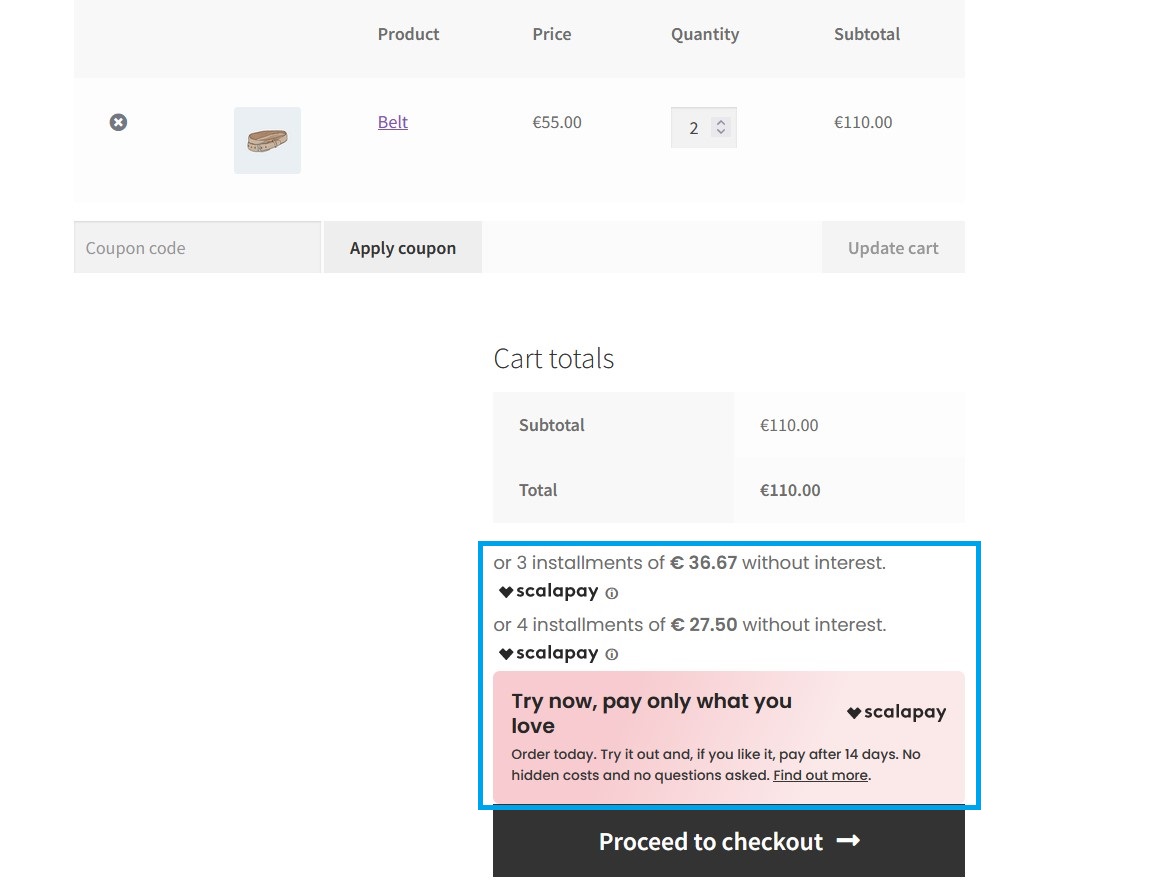 Product Price Quantity Subtotal
Belt €55.00 2 €110.00
Coupon code Apply coupon Update cart
Cart totals
Subtotal €110.00
Total €110.00
or 3 installments of € 36.67 without interest.
scalapay
or 4 installments of € 27.50 without interest.
scalapay
Try now, pay only what you
love
scalapay
Order today. Try it out and, if you like it, pay after 14 days. No
hidden costs and no questions asked. Find out more.
Proceed to checkout →